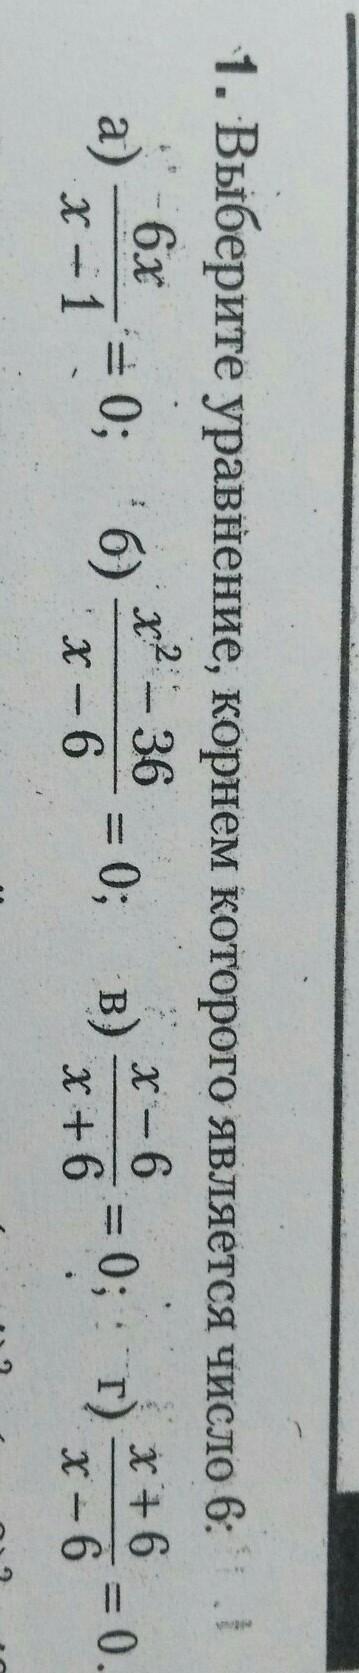 1. Выберите уравнение, корнем которого является число 6:
а) 6x/(x − 1) = 0; б) (x² − 36)/(x − 6) = 0; в) (x − 6)/(x + 6) = 0; г) (x + 6)/(x − 6) = 0.